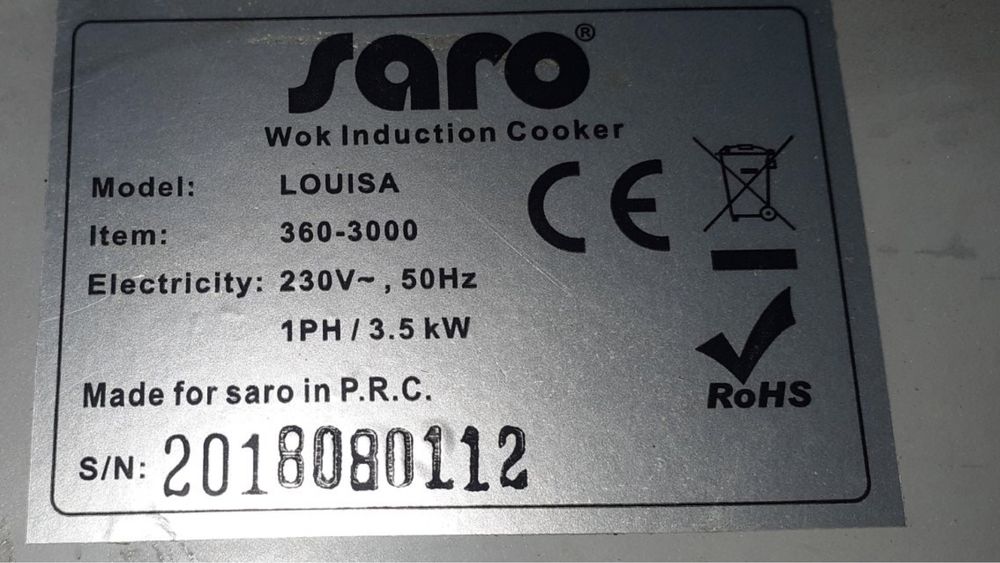 saro®
Wok Induction Cooker
Model: LOUISA
Item: 360-3000
Electricity: 230V~, 50Hz
1PH / 3.5 kW
Made for saro in P.R.C.
S/N: 2018080112
CE
RoHS